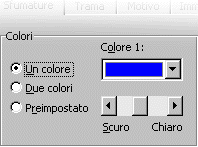 Sfumature Trama Motivo
Colori
Colore 1:
Un colore
Due colori
Preimpostato
Scuro Chiaro